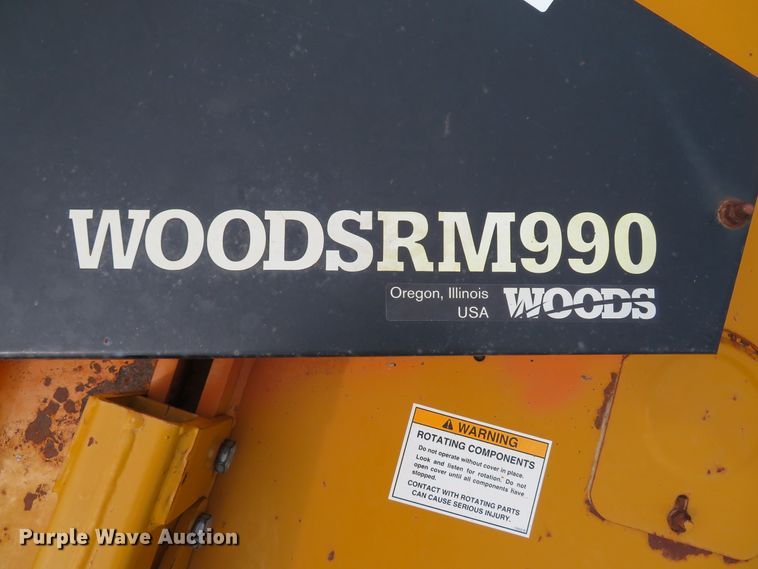 WOODSRM990
Oregon, Illinois
USA
WOODS
WARNING
ROTATING COMPONENTS
Do not operate without cover in place.
Look and listen for rotation. Do not
open cover until all components have
stopped.
CONTACT WITH ROTATING PARTS
CAN CAUSE SERIOUS INJURY.
Purple Wave Auction